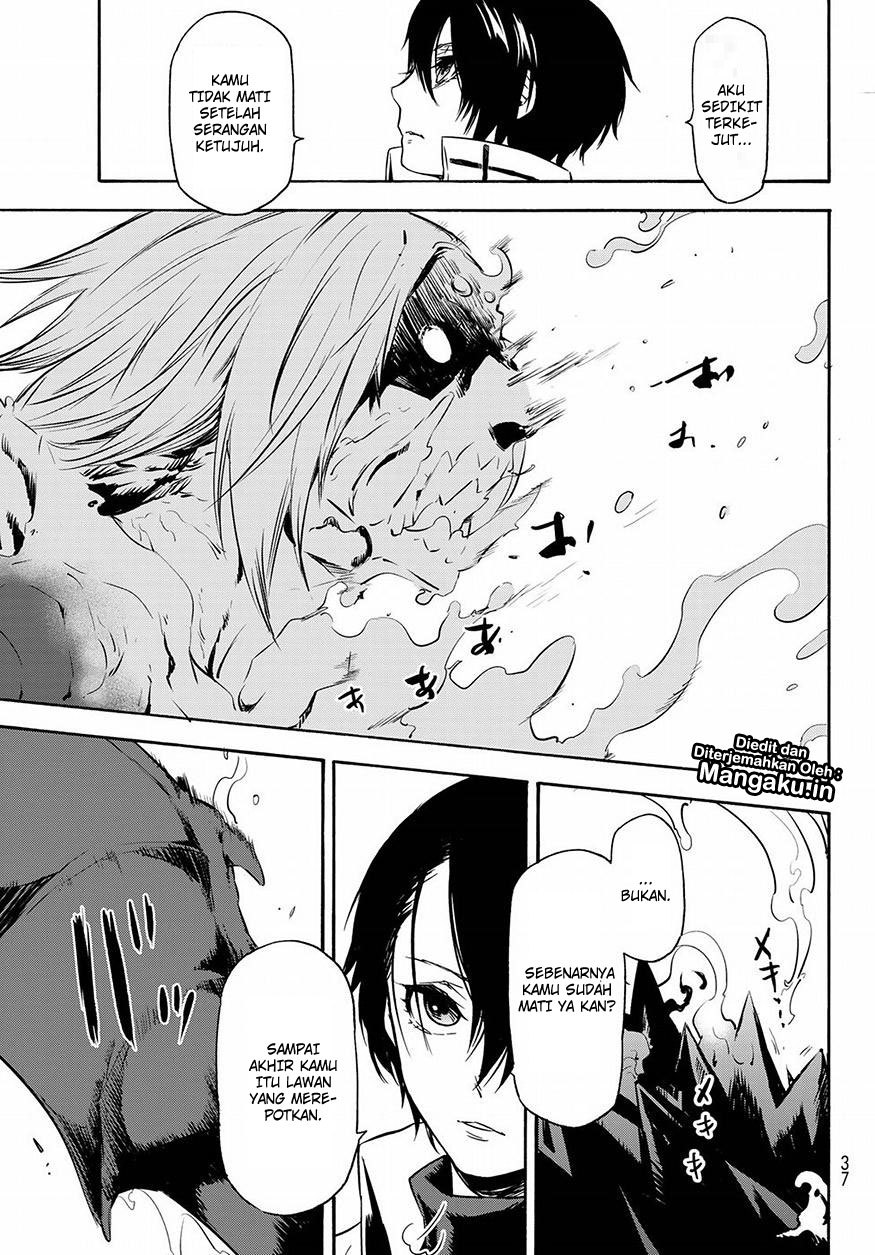 AKU
SEDIKIT
TERKE-
JUT...
KAMU
TIDAK MATI
SETELAH
SERANGAN
KETUJUH.
あ
あ
お
お
あ
あ
あ
Diedit dan
Diterjemahkan Oleh :
Mangaku.in
...
BUKAN.
SEBENARNYA
KAMU SUDAH
MATI YA KAN?
メキ...
メキ
SAMPAI
AKHIR KAMU
ITU LAWAN
YANG MERE-
POTKAN.
37